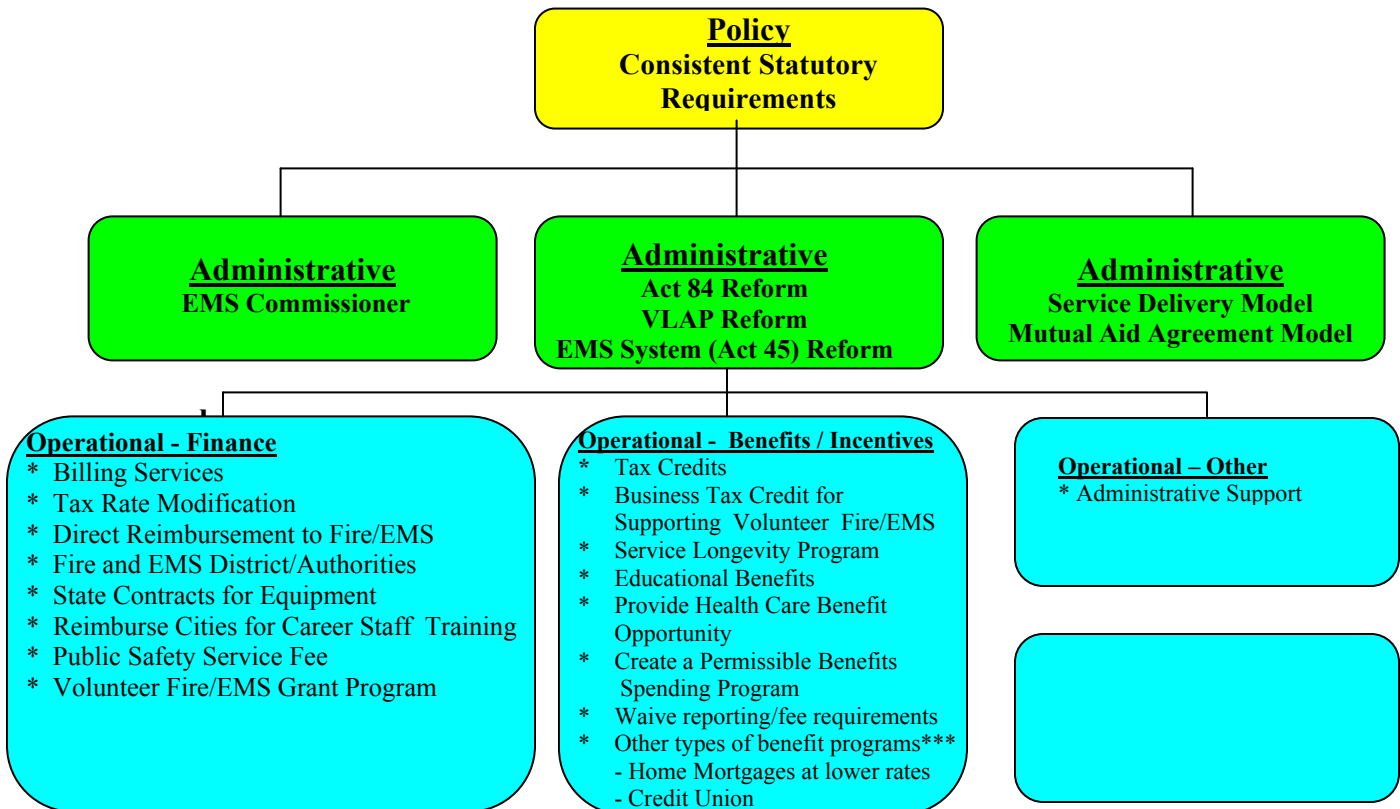 Policy
Consistent Statutory
Requirements
Administrative
EMS Commissioner
Administrative
Act 84 Reform
VLAP Reform
EMS System (Act 45) Reform
Administrative
Service Delivery Model
Mutual Aid Agreement Model
Operational - Finance
* Billing Services
* Tax Rate Modification
* Direct Reimbursement to Fire/EMS
* Fire and EMS District/Authorities
* State Contracts for Equipment
* Reimburse Cities for Career Staff Training
* Public Safety Service Fee
* Volunteer Fire/EMS Grant Program
Operational - Benefits / Incentives
* Tax Credits
* Business Tax Credit for
Supporting Volunteer Fire/EMS
* Service Longevity Program
* Educational Benefits
* Provide Health Care Benefit
Opportunity
* Create a Permissible Benefits
Spending Program
* Waive reporting/fee requirements
* Other types of benefit programs***
- Home Mortgages at lower rates
- Credit Union
Operational – Other
* Administrative Support